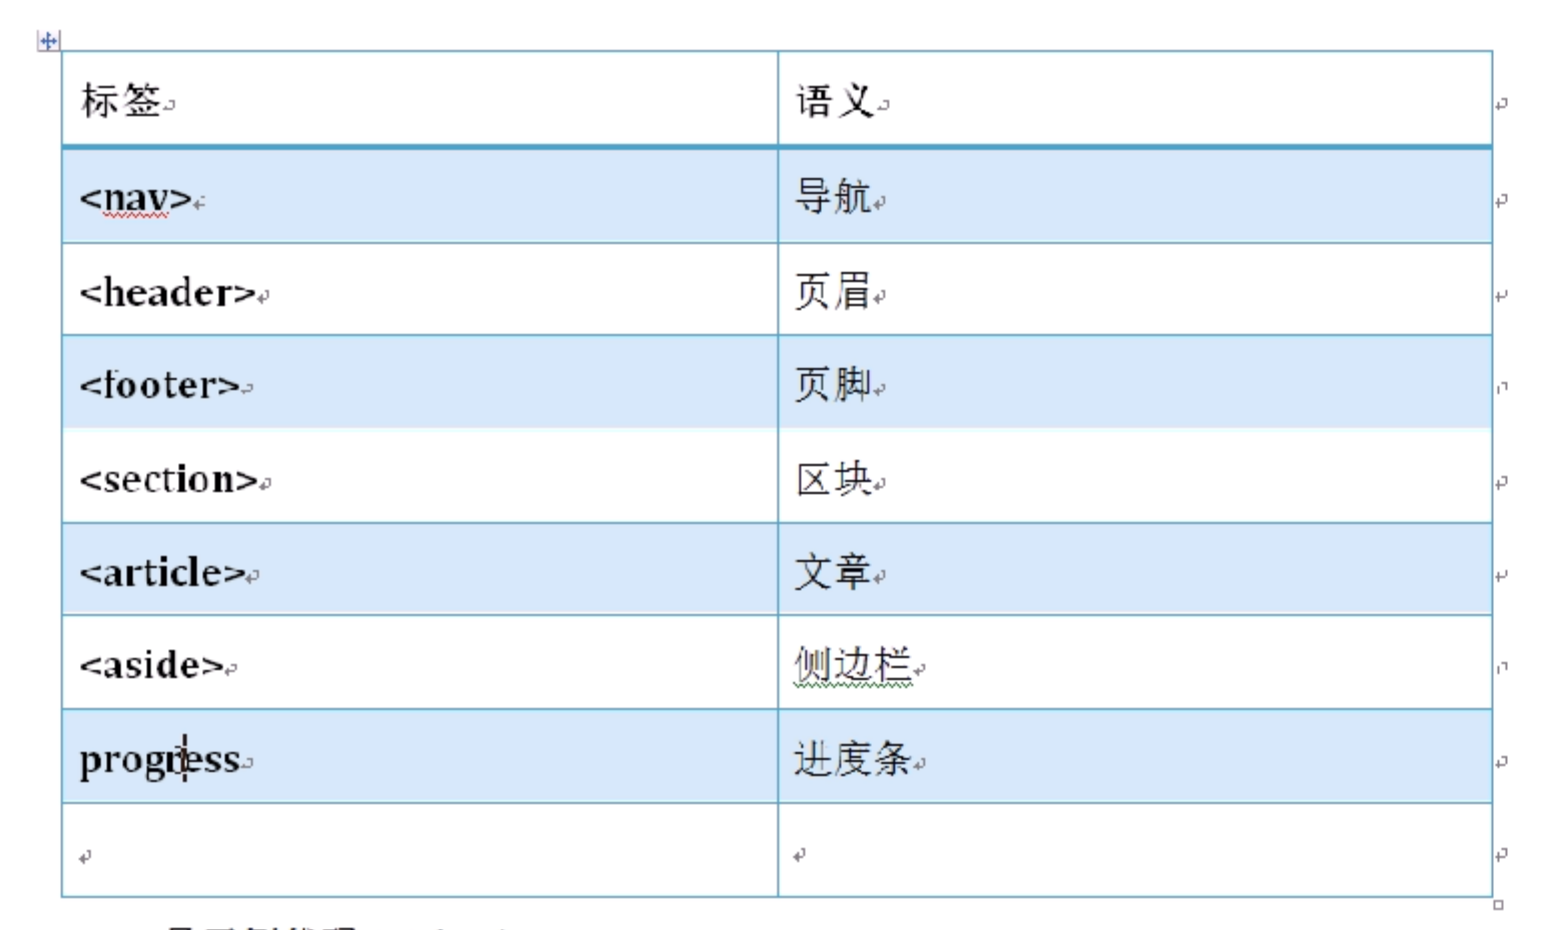 标签 语义
<nav> 导航
<header> 页眉
<footer> 页脚
<section> 区块
<article> 文章
<aside> 侧边栏
progress 进度条